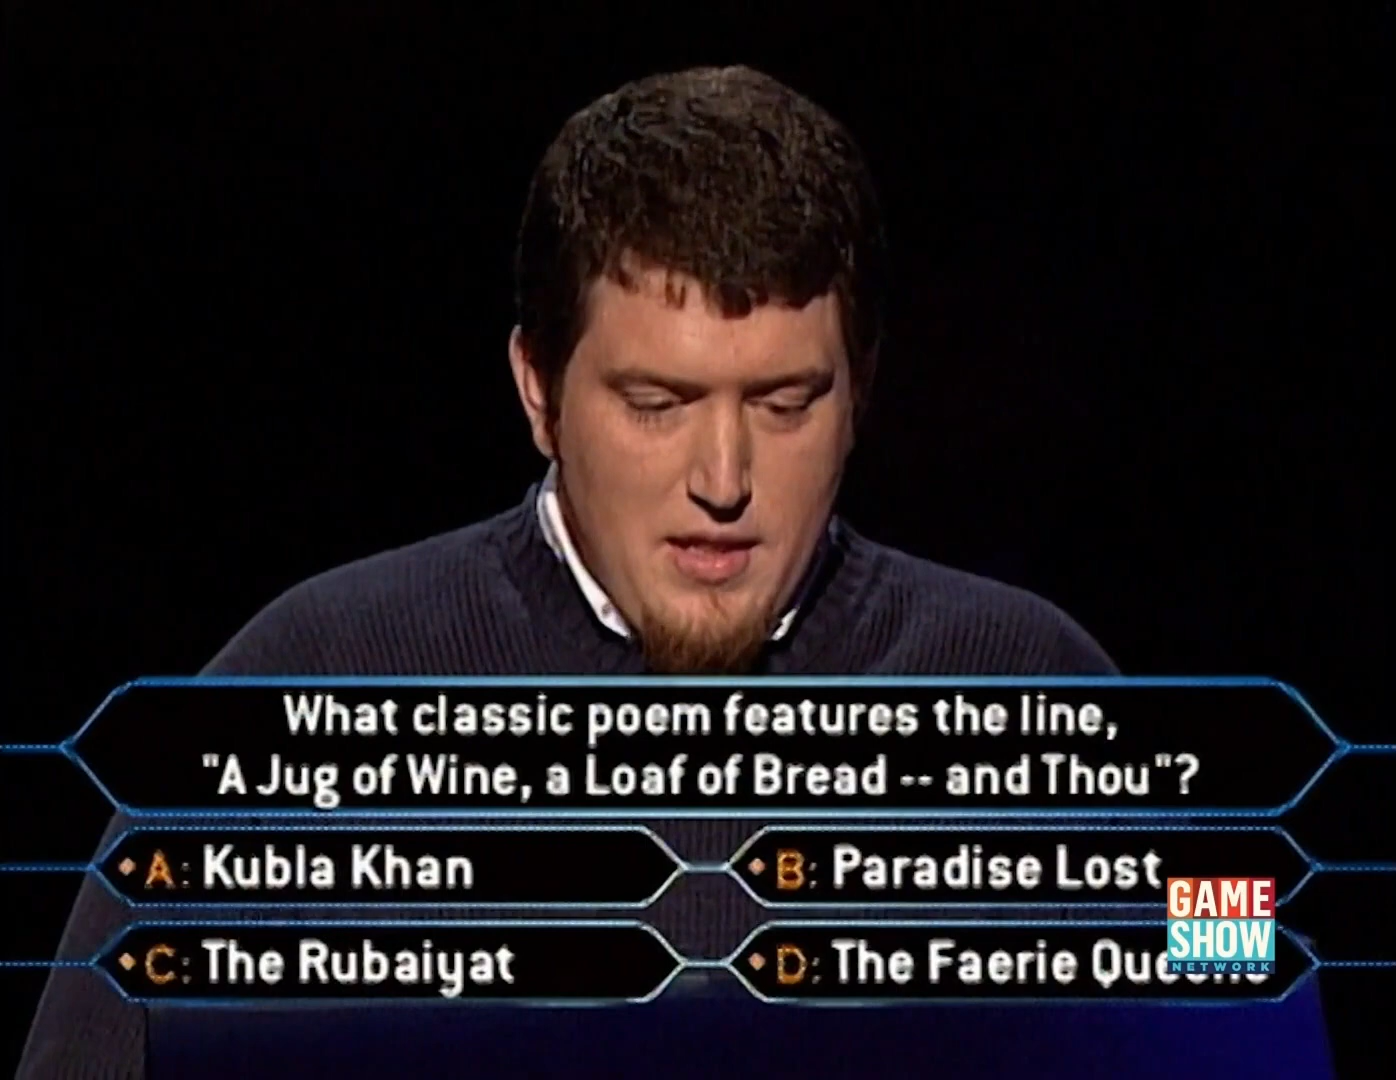 What classic poem features the line,
"A Jug of Wine, a Loaf of Bread -- and Thou"?
A: Kubla Khan
B: Paradise Lost
C: The Rubaiyat
D: The Faerie Queene
GAME
SHOW
NETWORK